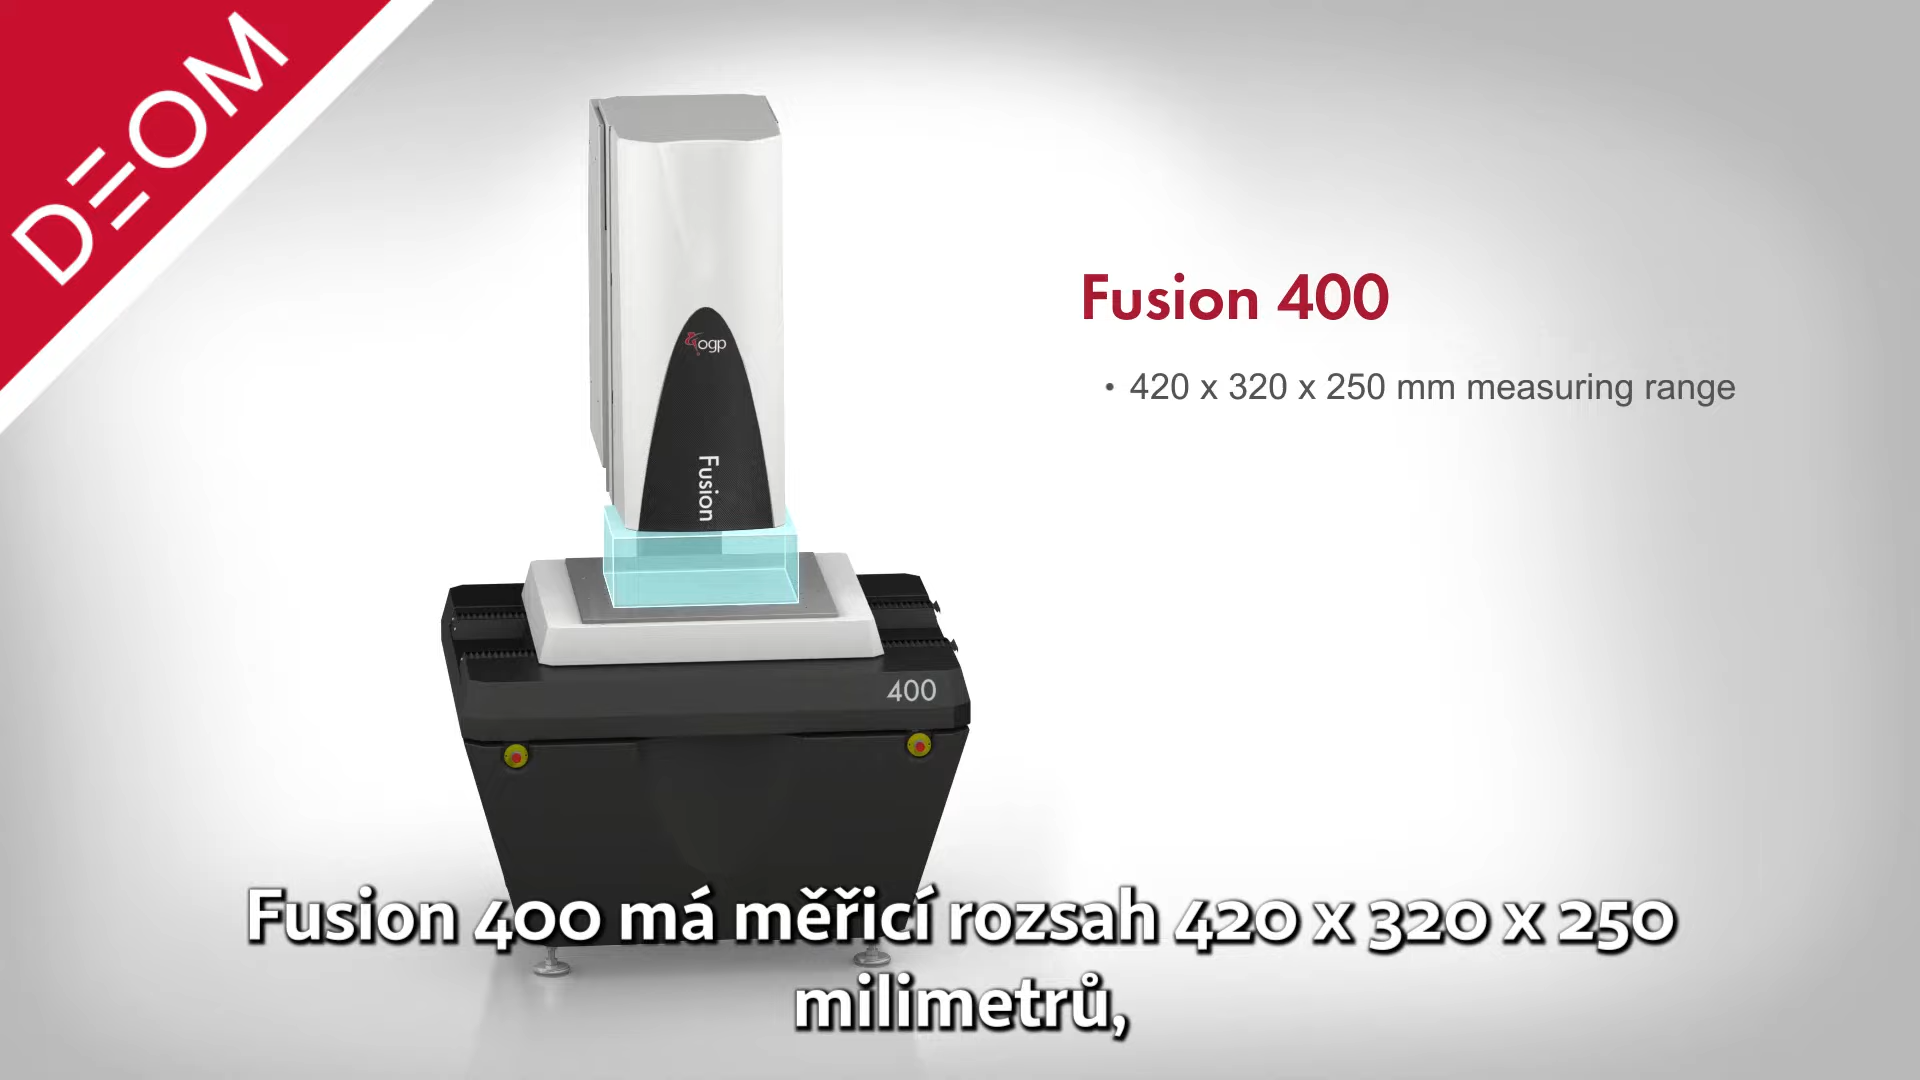 DEOM
Fusion 400
• 420 x 320 x 250 mm measuring range
ogp
Fusion
400
Fusion 400 má měřicí rozsah 420 x 320 x 250
milimetrů,